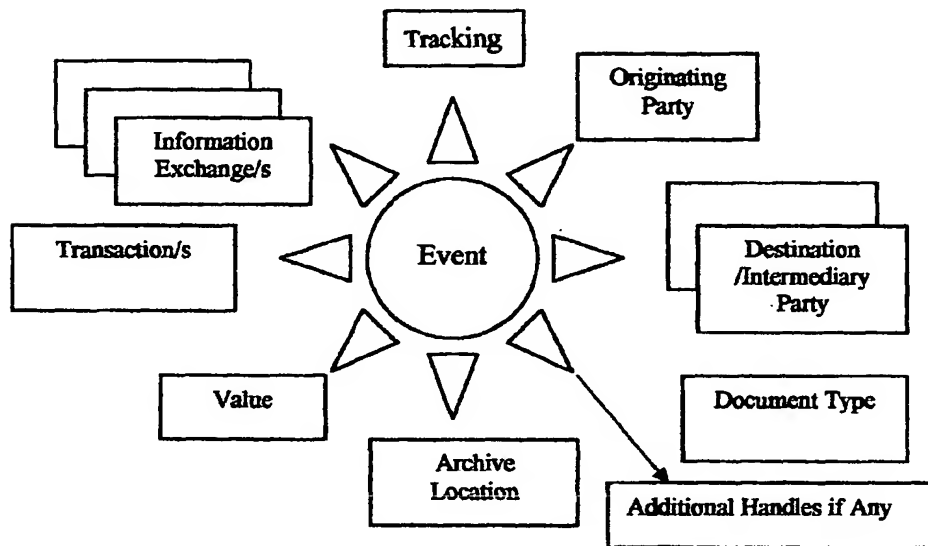 Tracking
Originating
Party
Information
Exchange/s
Transaction/s
Event
Destination
/Intermediary
Party
Value
Document Type
Archive
Location
Additional Handles if Any